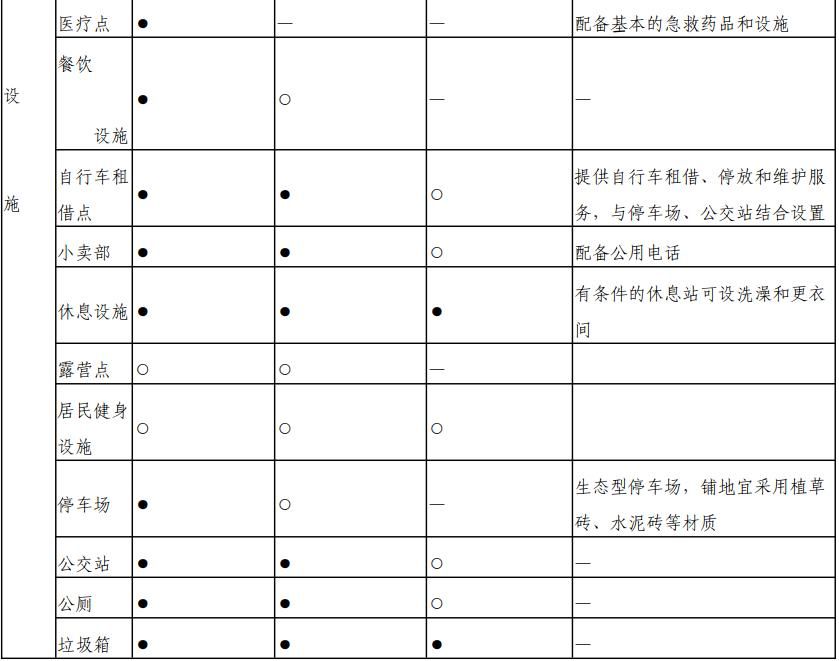 设
施
医疗点 ● — — 配备基本的急救药品和设施
餐饮
设施 ● ○ — —
自行车租
借点 ● ● ○ 提供自行车租借、停放和维护服
务，与停车场、公交站结合设置
小卖部 ● ● ○ 配备公用电话
休息设施 ● ● ● 有条件的休息站可设洗澡和更衣
间
露营点 ○ ○ —
居民健身
设施 ○ ○ ○
停车场 ● ○ — 生态型停车场，铺地宜采用植草
砖、水泥砖等材质
公交站 ● ● ○ —
公厕 ● ● ○ —
垃圾箱 ● ● ● —